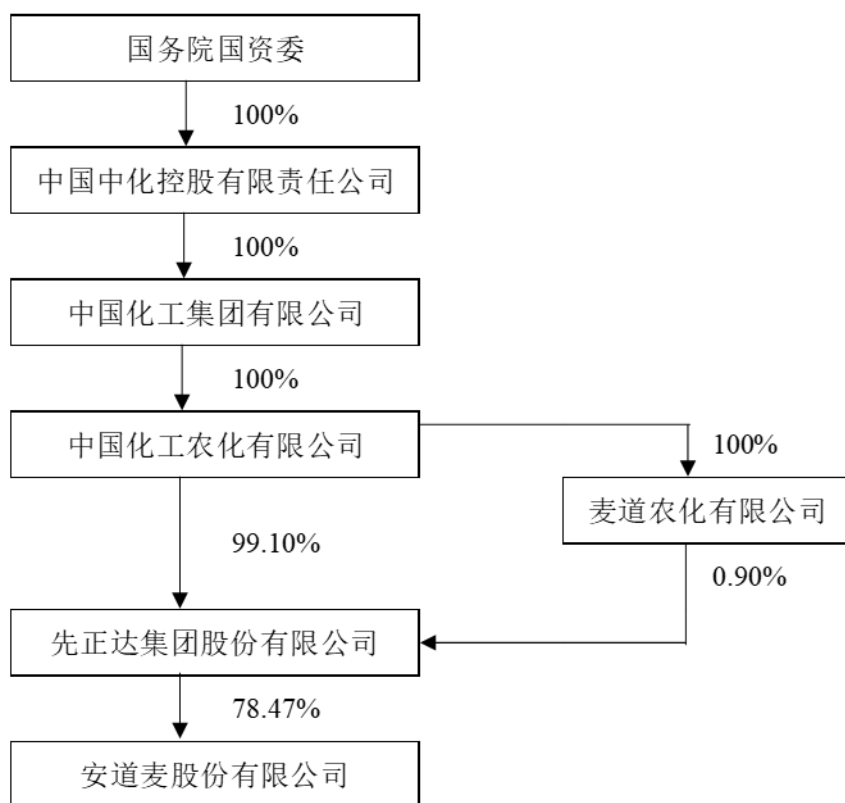 国务院国资委
100%
中国中化控股有限责任公司
100%
中国化工集团有限公司
100%
中国化工农化有限公司
100%
麦道农化有限公司
99.10%
0.90%
先正达集团股份有限公司
78.47%
安道麦股份有限公司